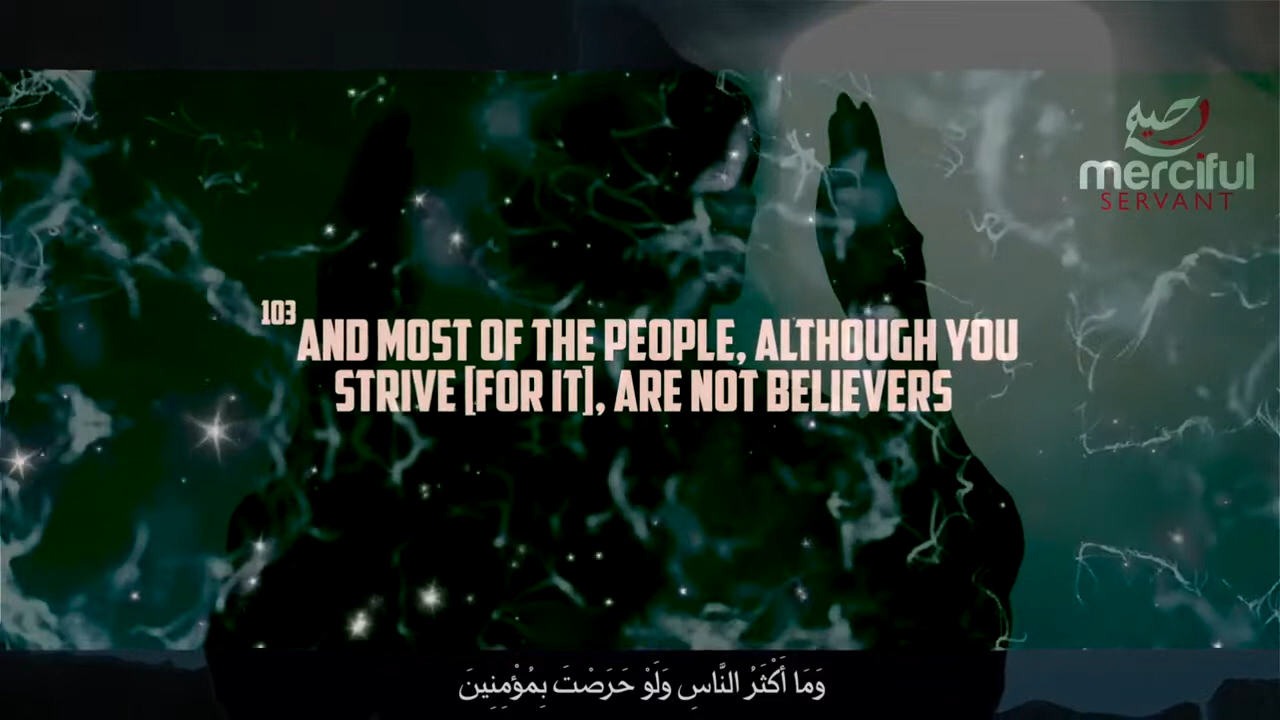 رحيم
merciful
SERVANT
103 AND MOST OF THE PEOPLE, ALTHOUGH YOU
STRIVE [FOR IT], ARE NOT BELIEVERS
وَمَا أَكْثَرُ النَّاسِ وَلَوْ حَرَصْتَ بِمُؤْمِنِينَ